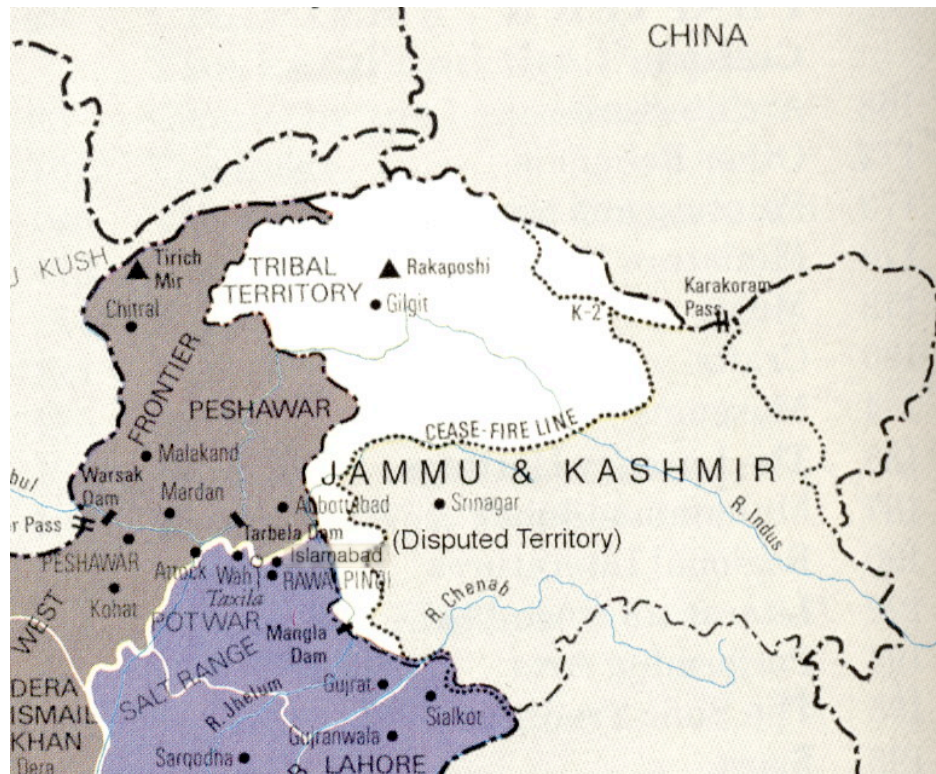 CHINA
U KUSH
Tirich
Mir
TRIBAL
TERRITORY
Rakaposhi
Gilgit
Chitral
K-2
Karakoram
Pass
FRONTIER
PESHAWAR
CEASE-FIRE LINE
Malakand
JAMMU & KASHMIR
Warsak
Dam
Mardan
Abbottabad
Srinagar
bul
r Pass
Tarbela Dam
(Disputed Territory)
R. Indus
PESHAWAR
Attock
Wah
Islamabad
RAWALPINDI
Taxila
Kohat
WEST
POTWAR
Mangla
Dam
R. Chenab
SALT RANGE
DERA
ISMAIL
KHAN
Dera
R. Jhelum
Gujrat
Sialkot
Gujranwala
Sargodha
LAHORE